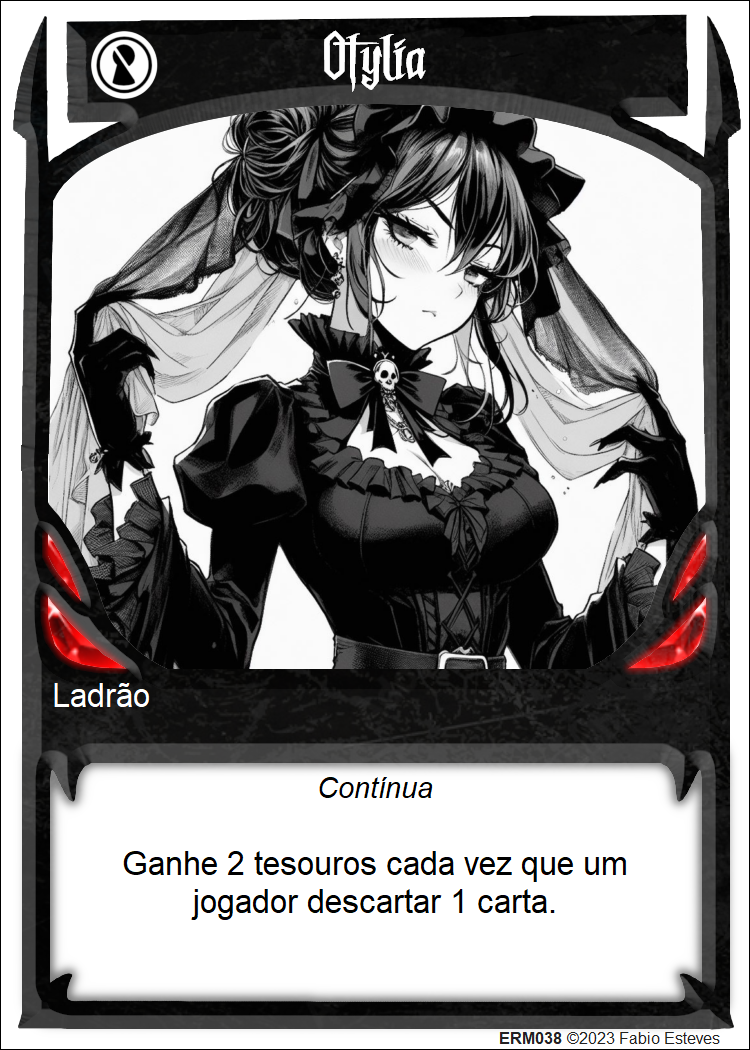 Otylia
Ladrão
Contínua
Ganhe 2 tesouros cada vez que um
jogador descartar 1 carta.
ERM038 ©2023 Fabio Esteves